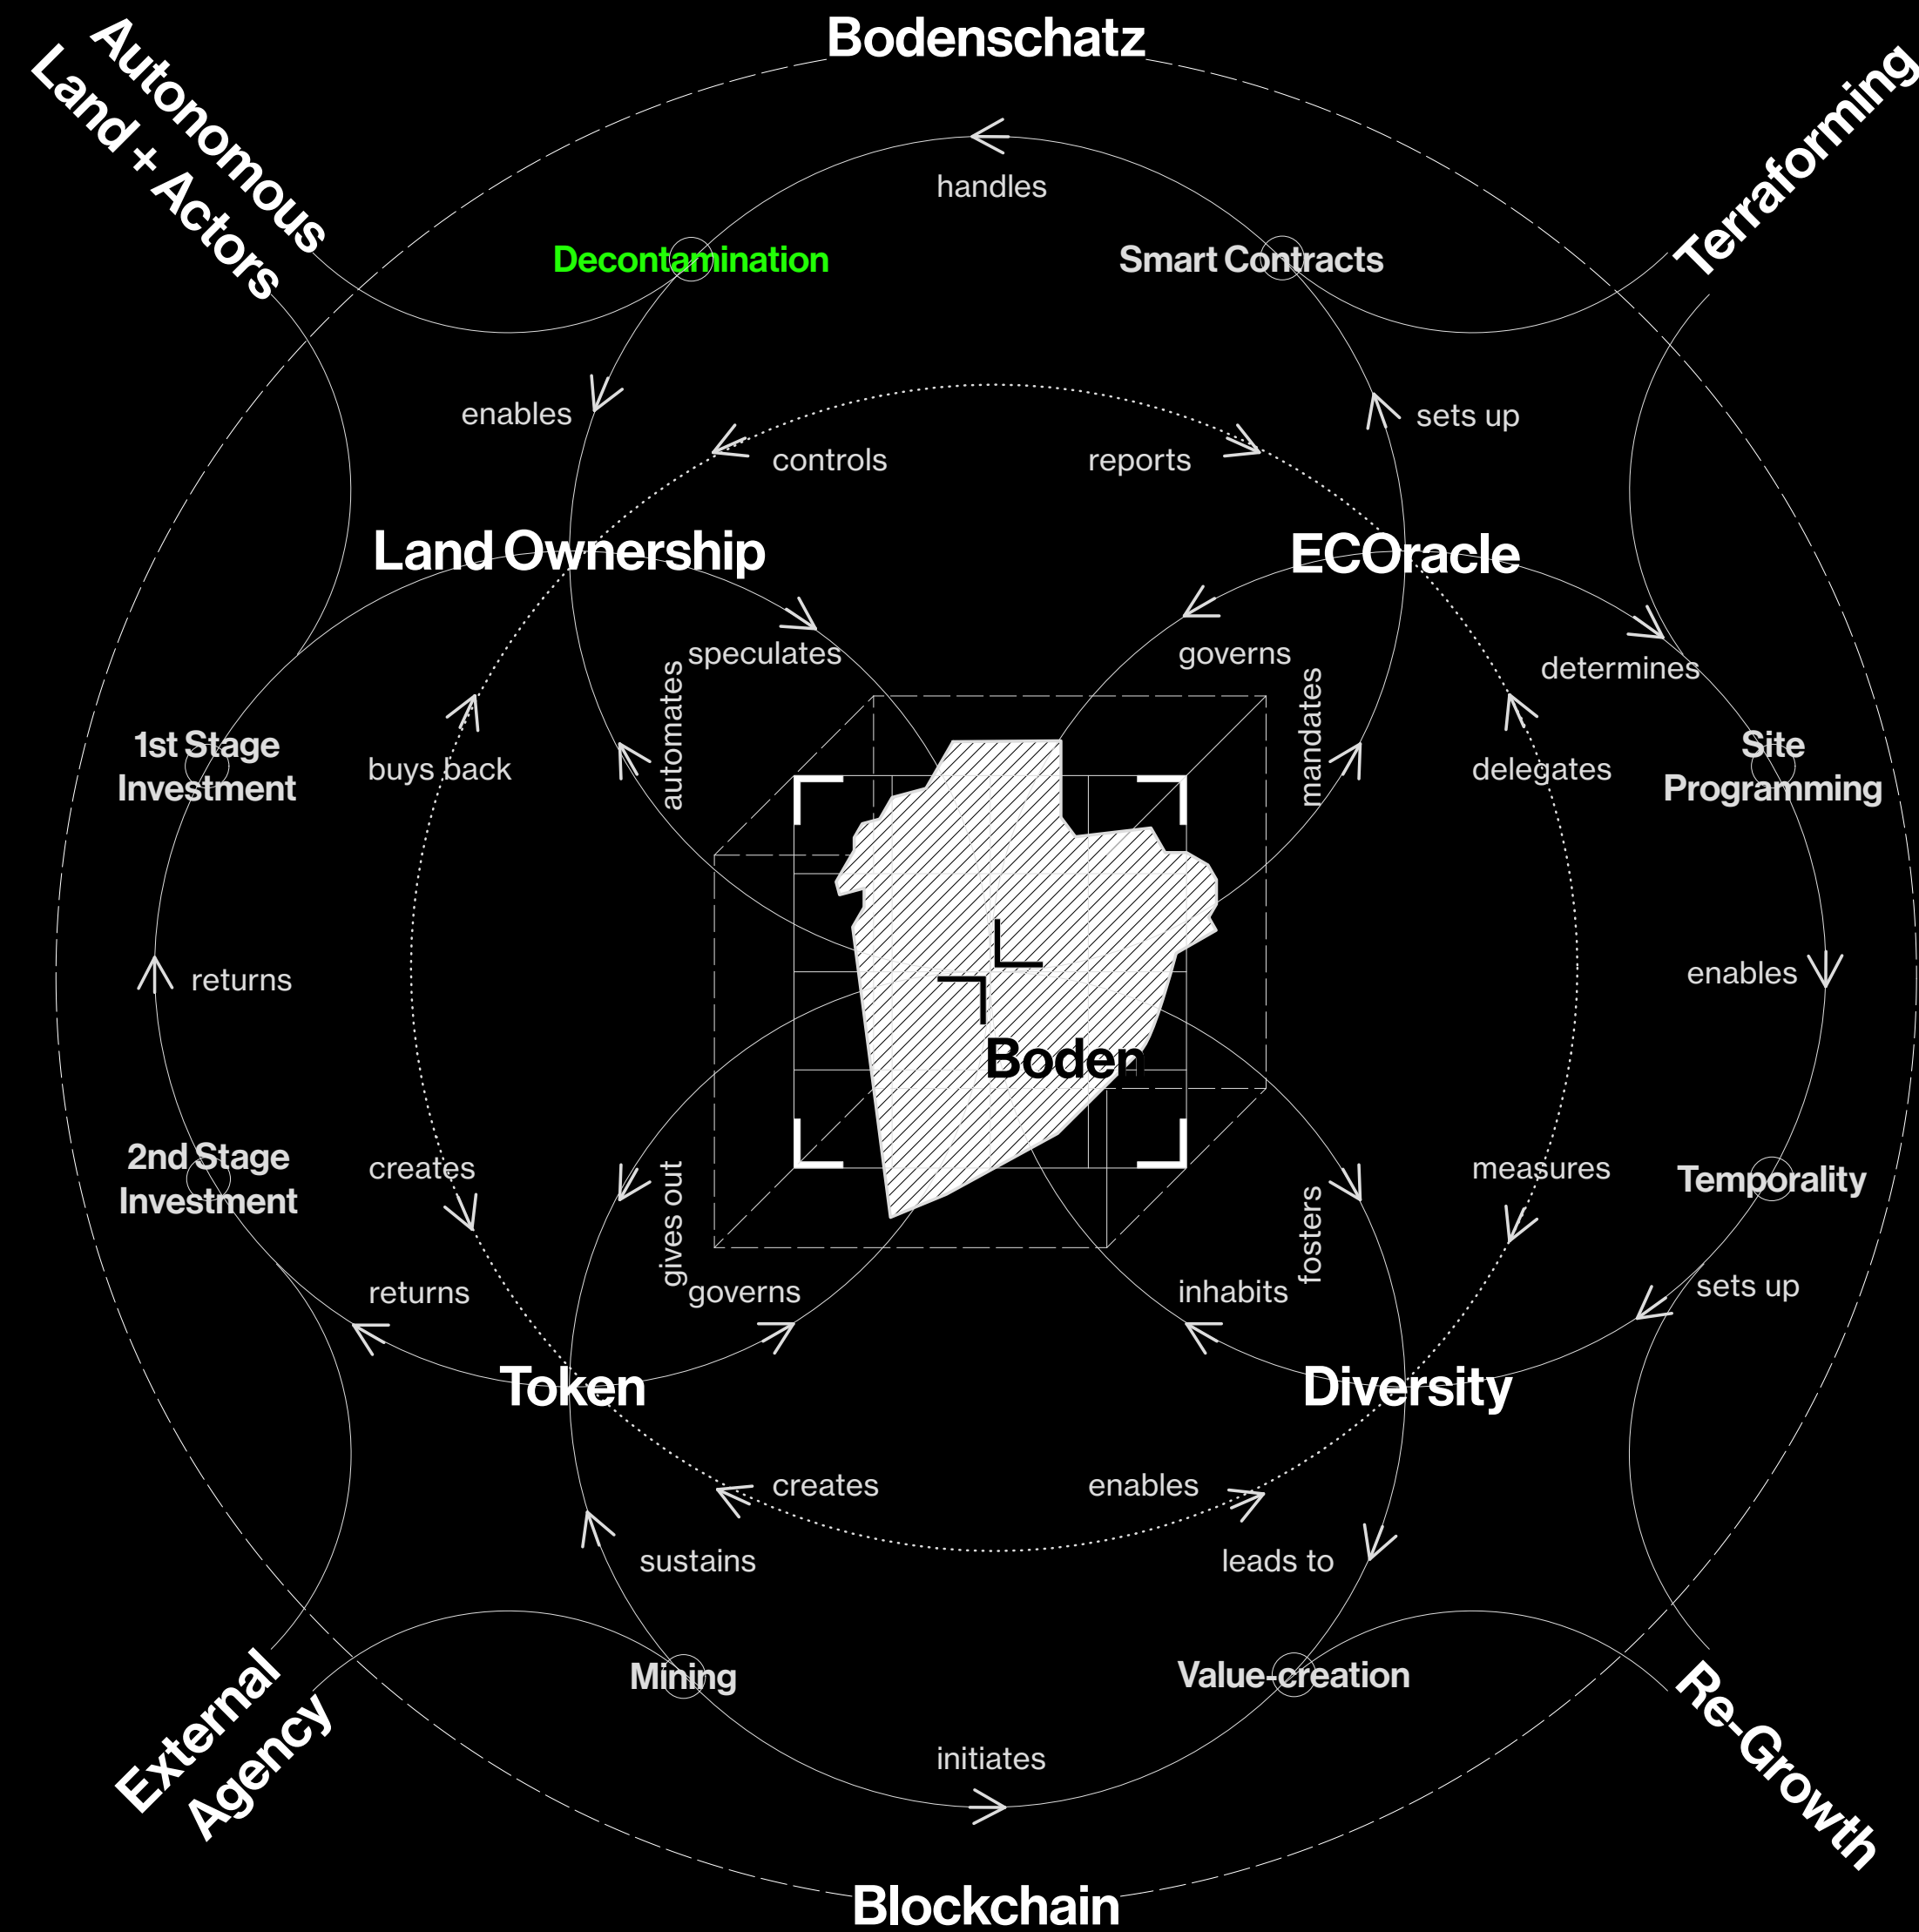 Bodenschatz
Autonomous
Land + Actors
Terraforming
handles
Decontamination
Smart Contracts
enables
sets up
controls
reports
Land Ownership
ECOracle
speculates
governs
automates
mandates
determines
1st Stage
Investment
buys back
delegates
Site
Programming
returns
enables
Boden
2nd Stage
Investment
creates
measures
Temporality
gives out
fosters
returns
governs
inhabits
sets up
Token
Diversity
creates
enables
sustains
leads to
Mining
Value-creation
External
Agency
Re-Growth
initiates
Blockchain